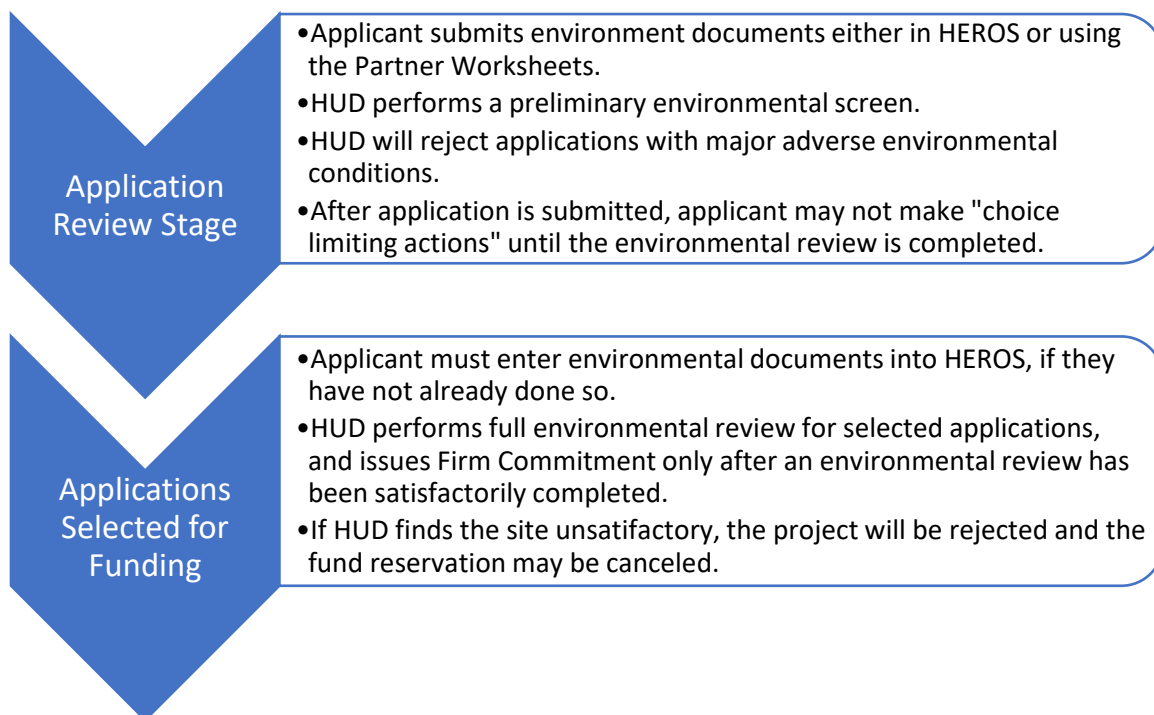 Application
Review Stage
•Applicant submits environment documents either in HEROS or using
the Partner Worksheets.
•HUD performs a preliminary environmental screen.
•HUD will reject applications with major adverse environmental
conditions.
•After application is submitted, applicant may not make "choice
limiting actions" until the environmental review is completed.
Applications
Selected for
Funding
•Applicant must enter environmental documents into HEROS, if they
have not already done so.
•HUD performs full environmental review for selected applications,
and issues Firm Commitment only after an environmental review has
been satisfactorily completed.
•If HUD finds the site unsatifactory, the project will be rejected and the
fund reservation may be canceled.